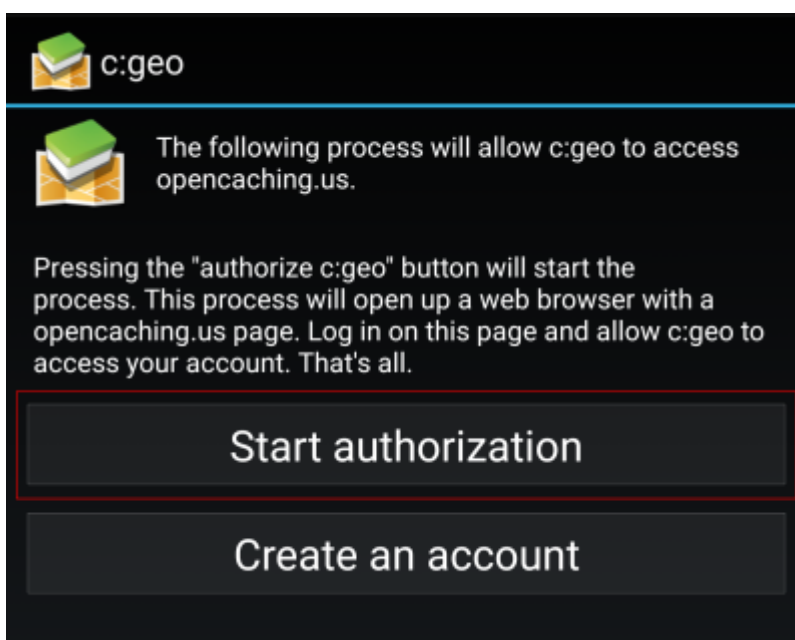 c:geo
The following process will allow c:geo to access
opencaching.us.
Pressing the "authorize c:geo" button will start the
process. This process will open up a web browser with a
opencaching.us page. Log in on this page and allow c:geo to
access your account. That's all.
Start authorization
Create an account